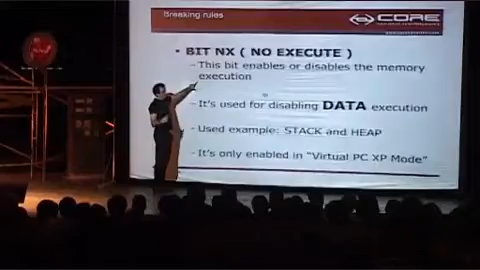 Breaking rules
CORE
• BIT NX ( NO EXECUTE )
– This bit enables or disables the memory
execution
– It's used for disabling DATA execution
– Used example: STACK and HEAP
– It's only enabled in "Virtual PC XP Mode"